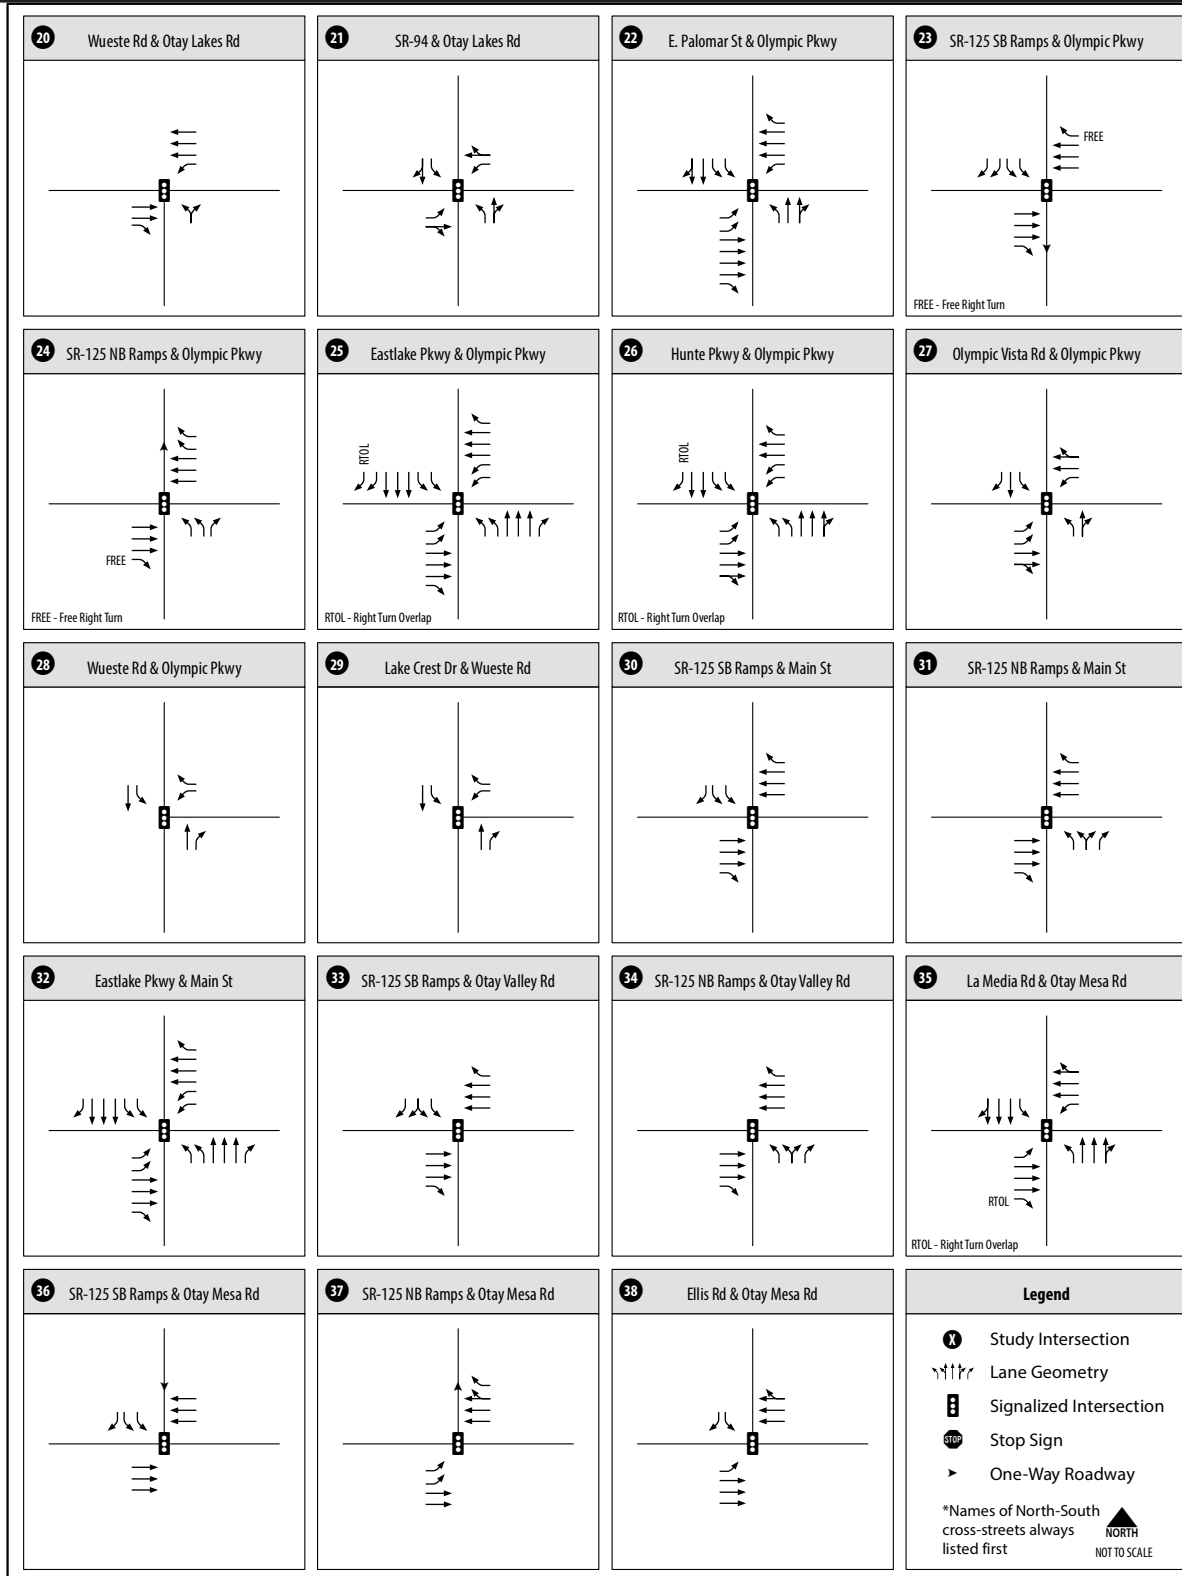 20 Wueste Rd & Otay Lakes Rd
21 SR-94 & Otay Lakes Rd
22 E. Palomar St & Olympic Pkwy
23 SR-125 SB Ramps & Olympic Pkwy
FREE
FREE - Free Right Turn
24 SR-125 NB Ramps & Olympic Pkwy
FREE
FREE - Free Right Turn
25 Eastlake Pkwy & Olympic Pkwy
RTOL
RTOL - Right Turn Overlap
26 Hunte Pkwy & Olympic Pkwy
RTOL
RTOL - Right Turn Overlap
27 Olympic Vista Rd & Olympic Pkwy
28 Wueste Rd & Olympic Pkwy
29 Lake Crest Dr & Wueste Rd
30 SR-125 SB Ramps & Main St
31 SR-125 NB Ramps & Main St
32 Eastlake Pkwy & Main St
33 SR-125 SB Ramps & Otay Valley Rd
34 SR-125 NB Ramps & Otay Valley Rd
35 La Media Rd & Otay Mesa Rd
RTOL
RTOL - Right Turn Overlap
36 SR-125 SB Ramps & Otay Mesa Rd
37 SR-125 NB Ramps & Otay Mesa Rd
38 Ellis Rd & Otay Mesa Rd
Legend
X Study Intersection
Lane Geometry
Signalized Intersection
STOP Stop Sign
One-Way Roadway
*Names of North-South
cross-streets always
listed first
NORTH
NOT TO SCALE